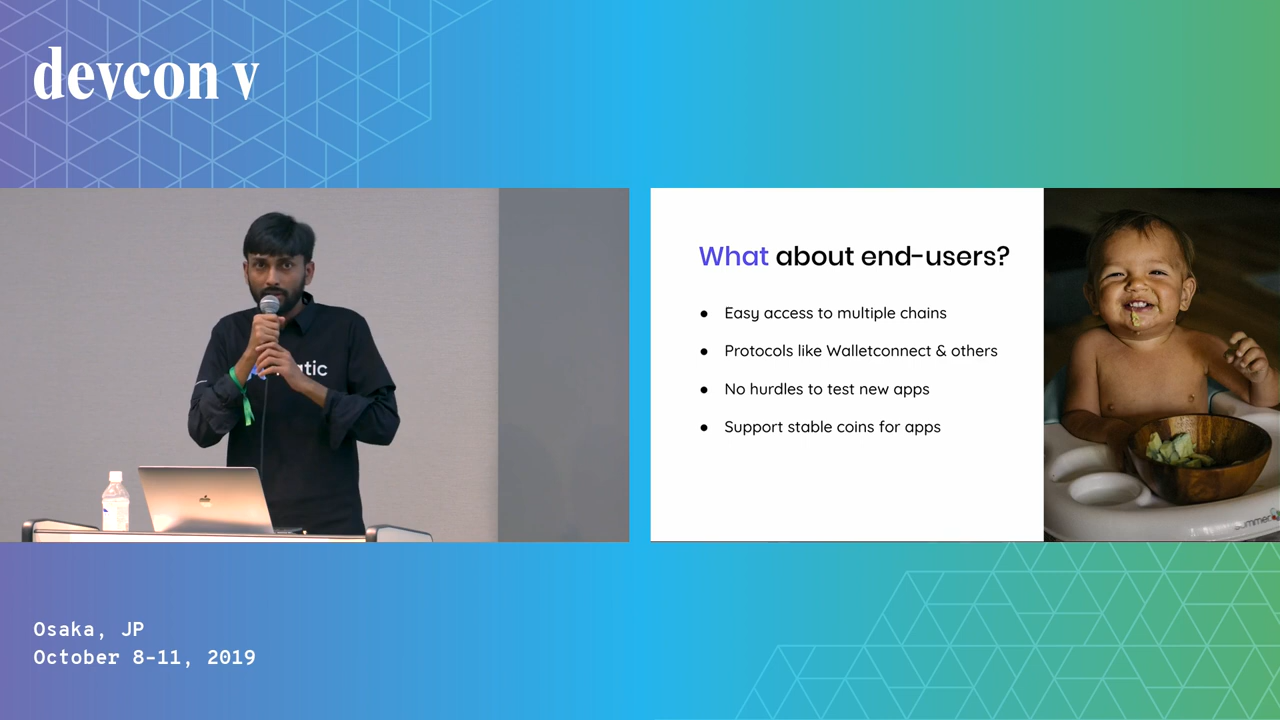 devcon v
What about end-users?
● Easy access to multiple chains
● Protocols like Walletconnect & others
● No hurdles to test new apps
● Support stable coins for apps
Osaka, JP
October 8-11, 2019